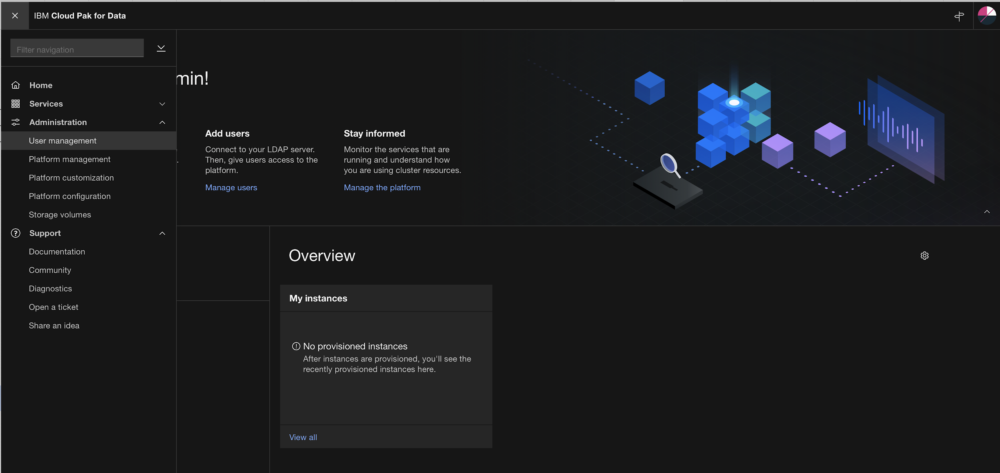 IBM Cloud Pak for Data
Filter navigation
Home
Services
Administration
User management
Platform management
Platform customization
Platform configuration
Storage volumes
Support
Documentation
Community
Diagnostics
Open a ticket
Share an idea
min!
.
Add users
Connect to your LDAP server.
Then, give users access to the
platform.
Manage users
Stay informed
Monitor the services that are
running and understand how
you are using cluster resources.
Manage the platform
Overview
My instances
No provisioned instances
After instances are provisioned, you'll see the
recently provisioned instances here.
View all